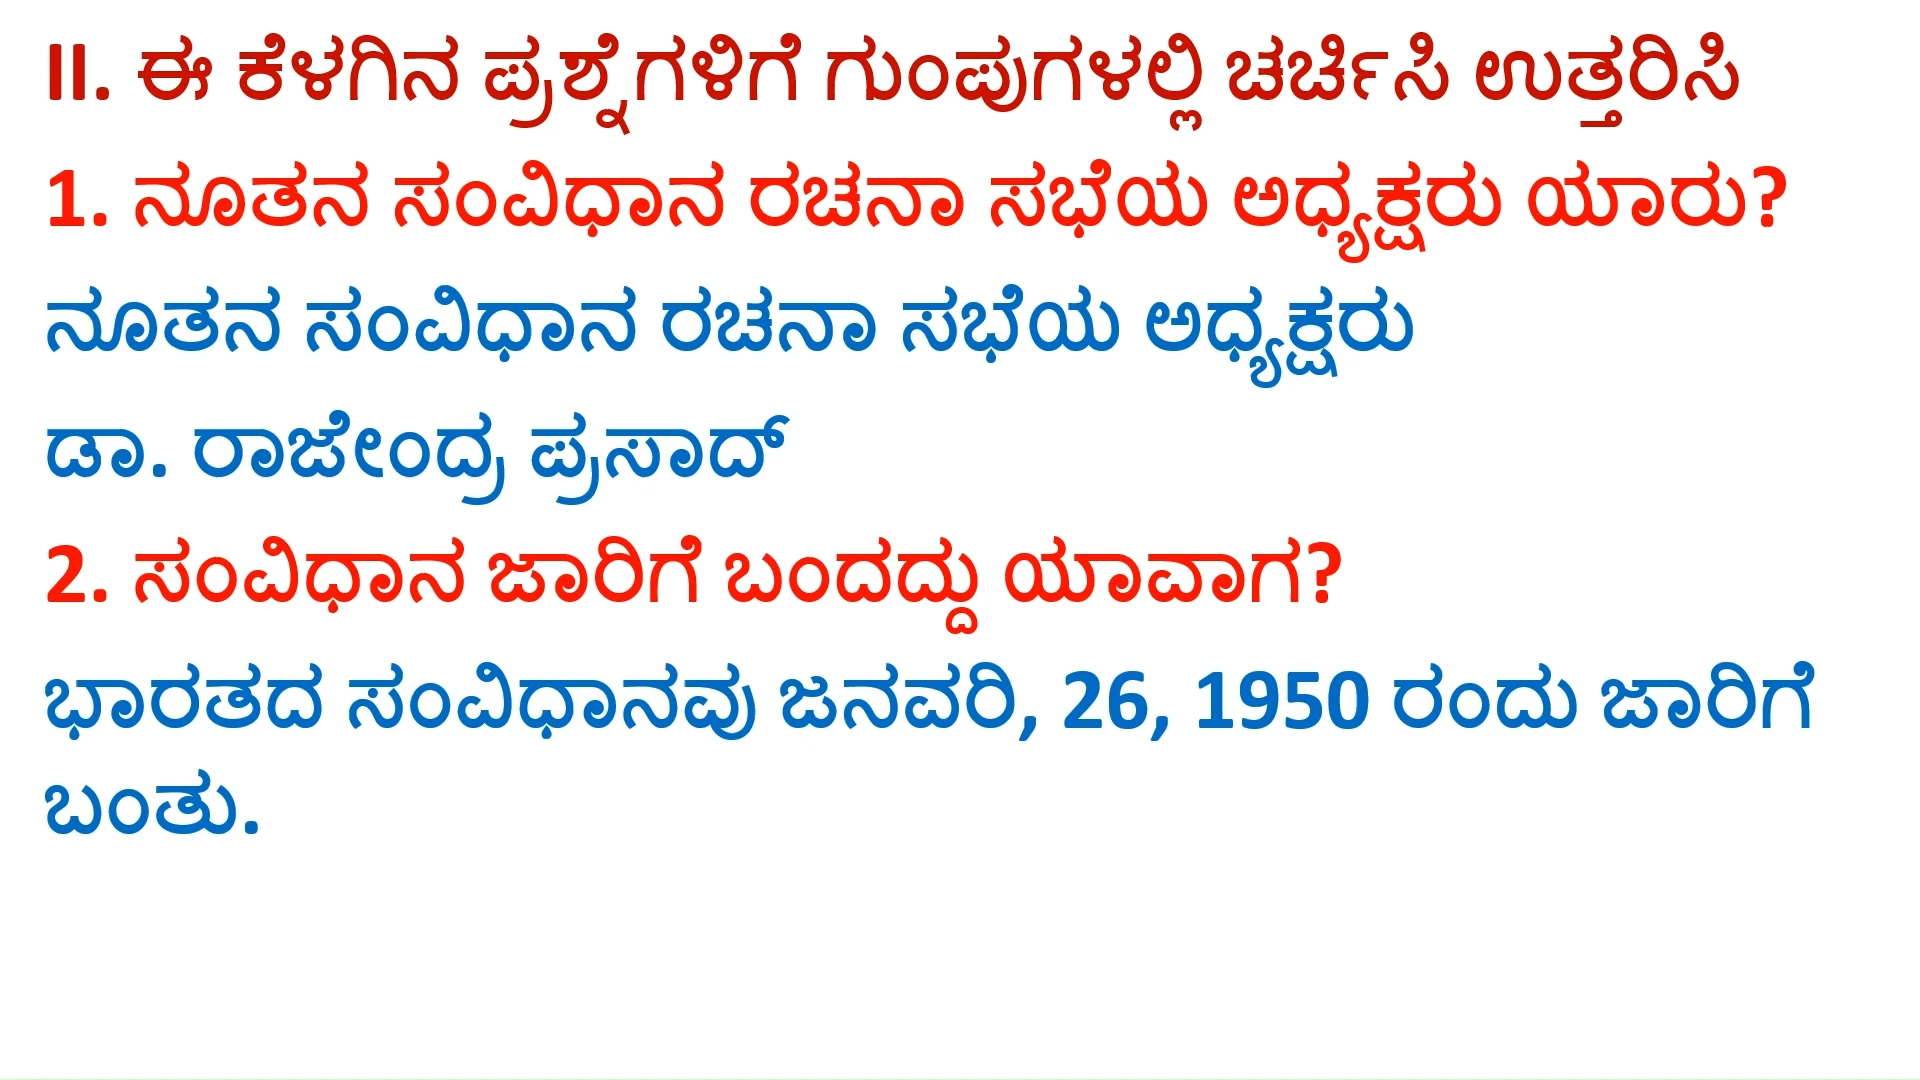 II. ಈ ಕೆಳಗಿನ ಪ್ರಶ್ನೆಗಳಿಗೆ ಗುಂಪುಗಳಲ್ಲಿ ಚರ್ಚಿಸಿ ಉತ್ತರಿಸಿ
1. ನೂತನ ಸಂವಿಧಾನ ರಚನಾ ಸಭೆಯ ಅಧ್ಯಕ್ಷರು ಯಾರು?
ನೂತನ ಸಂವಿಧಾನ ರಚನಾ ಸಭೆಯ ಅಧ್ಯಕ್ಷರು
ಡಾ. ರಾಜೇಂದ್ರ ಪ್ರಸಾದ್
2. ಸಂವಿಧಾನ ಜಾರಿಗೆ ಬಂದದ್ದು ಯಾವಾಗ?
ಭಾರತದ ಸಂವಿಧಾನವು ಜನವರಿ, 26, 1950 ರಂದು ಜಾರಿಗೆ
ಬಂತು.